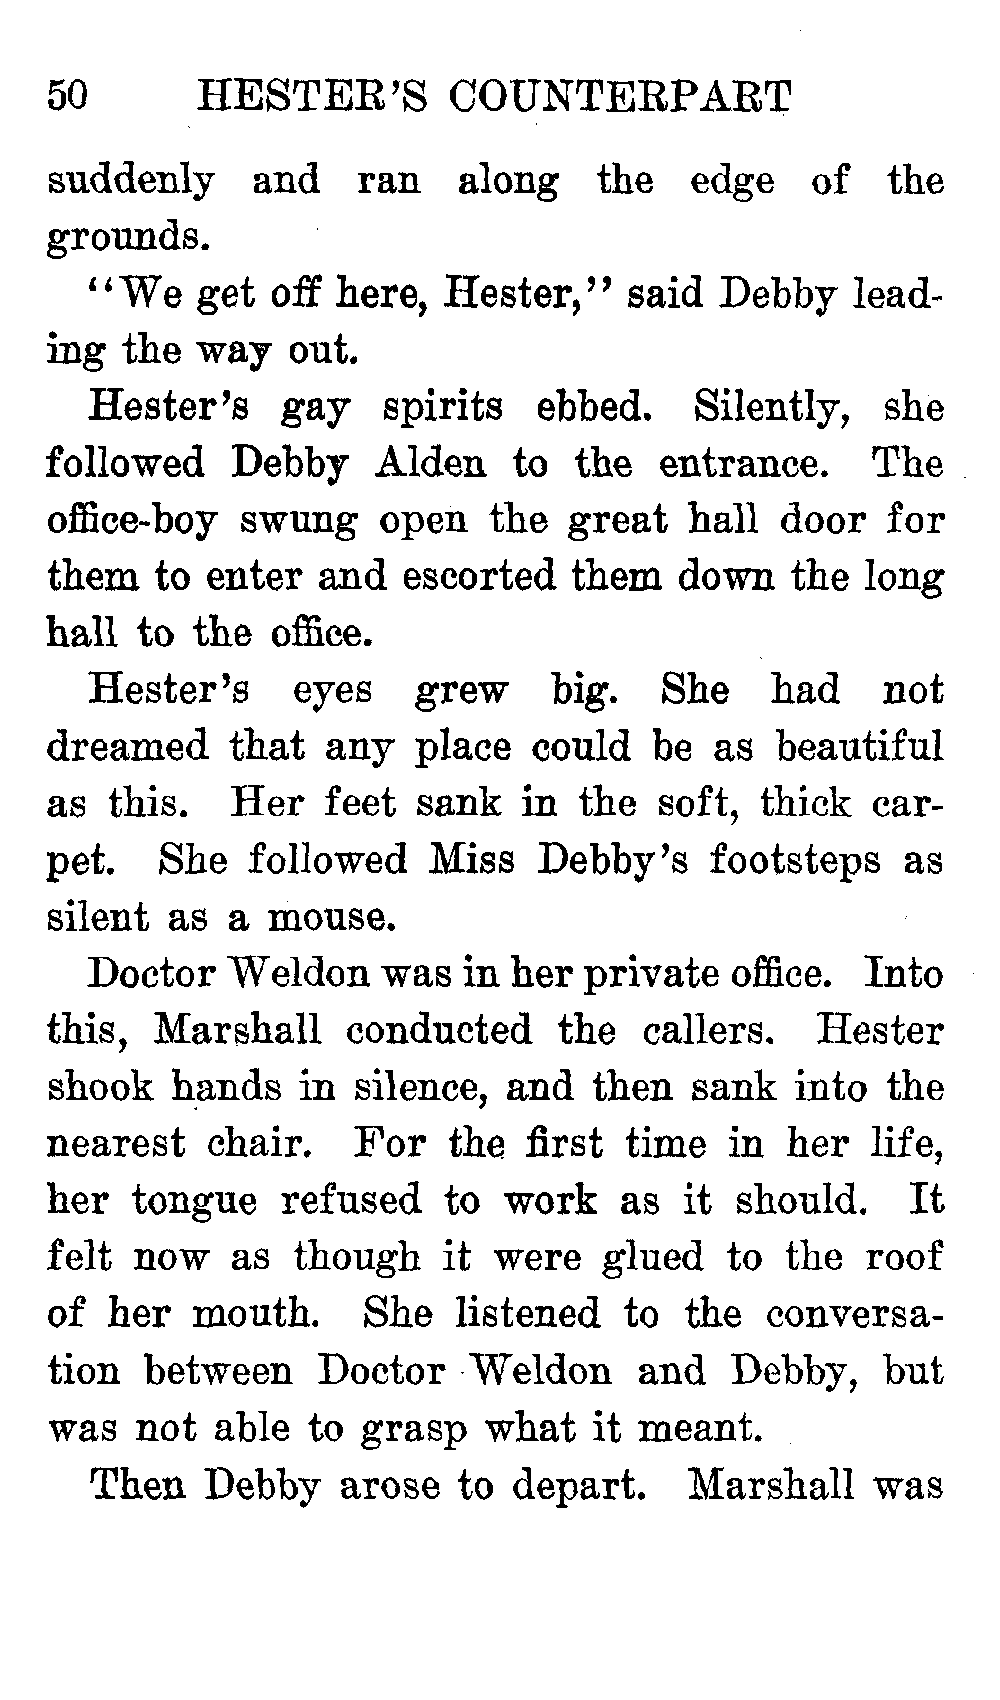 50 HESTER'S COUNTERPART
suddenly and ran along the edge of the
grounds.
“We get off here, Hester,” said Debby lead-
ing the way out.
Hester's gay spirits ebbed. Silently, she
followed Debby Alden to the entrance. The
office-boy swung open the great hall door for
them to enter and escorted them down the long
hall to the office.
Hester's eyes grew big. She had not
dreamed that any place could be as beautiful
as this. Her feet sank in the soft, thick car-
pet. She followed Miss Debby's footsteps as
silent as a mouse.
Doctor Weldon was in her private office. Into
this, Marshall conducted the callers. Hester
shook hands in silence, and then sank into the
nearest chair. For the first time in her life,
her tongue refused to work as it should. It
felt now as though it were glued to the roof
of her mouth. She listened to the conversa-
tion between Doctor Weldon and Debby, but
was not able to grasp what it meant.
Then Debby arose to depart. Marshall was